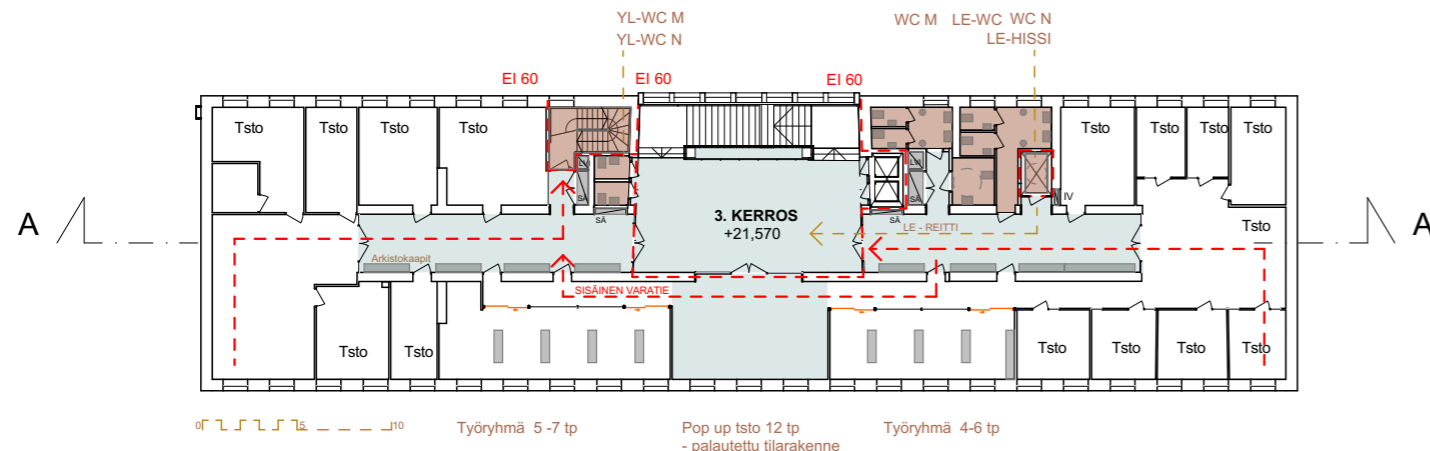 YL-WC M
YL-WC N
WC M LE-WC WC N
LE-HISSI
EI 60 EI 60 EI 60
Tsto Tsto Tsto Tsto Tsto Tsto Tsto Tsto
LVI LVI
SÄ SÄ IV
SÄ SÄ
3. KERROS
+21,570
A A
LE - REITTI
Tsto
Arkistokaapit
SISÄINEN VARATIE
Tsto Tsto Tsto Tsto Tsto Tsto
0 5 10
Työryhmä 5 -7 tp Pop up tsto 12 tp Työryhmä 4-6 tp
- palautettu tilarakenne